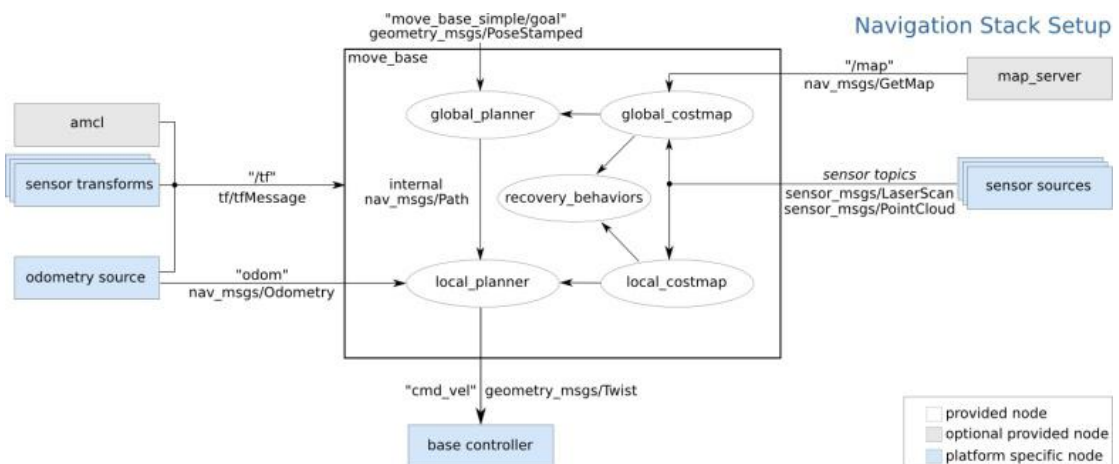 Navigation Stack Setup
"move_base_simple/goal"
geometry_msgs/PoseStamped
move_base
"/map"
nav_msgs/GetMap
map_server
amcl
global_planner
global_costmap
sensor transforms
"/tf"
tf/tfMessage
internal
nav_msgs/Path
recovery_behaviors
sensor topics
sensor_msgs/LaserScan
sensor_msgs/PointCloud
sensor sources
odometry source
"odom"
nav_msgs/Odometry
local_planner
local_costmap
"cmd_vel"
geometry_msgs/Twist
base controller
provided node
optional provided node
platform specific node